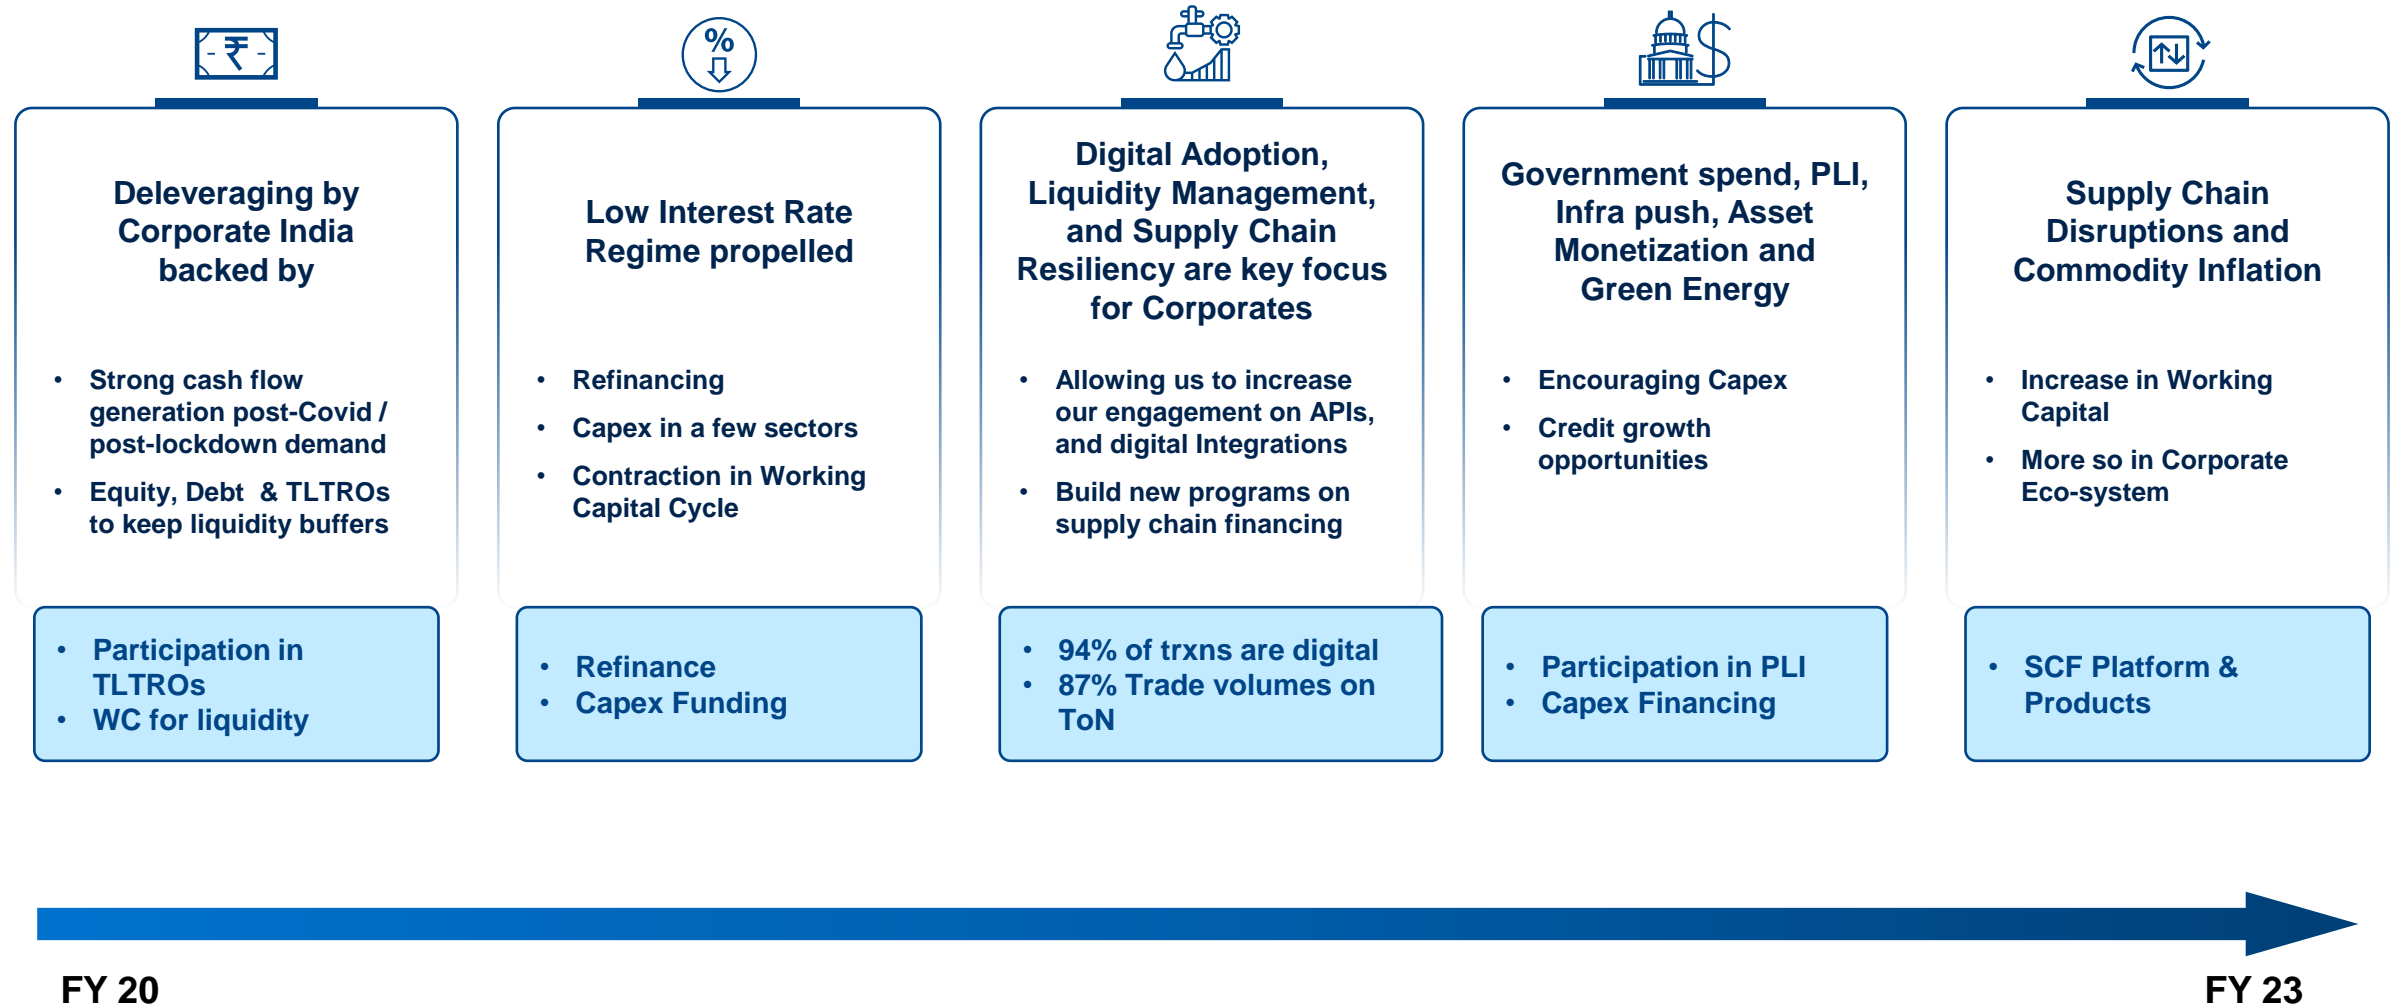 ₹
%
Deleveraging by
Corporate India
backed by
• Strong cash flow
generation post-Covid /
post-lockdown demand
• Equity, Debt & TLTROs
to keep liquidity buffers
• Participation in
TLTROs
• WC for liquidity
Low Interest Rate
Regime propelled
• Refinancing
• Capex in a few sectors
• Contraction in Working
Capital Cycle
• Refinance
• Capex Funding
Digital Adoption,
Liquidity Management,
and Supply Chain
Resiliency are key focus
for Corporates
• Allowing us to increase
our engagement on APIs,
and digital Integrations
• Build new programs on
supply chain financing
• 94% of trxns are digital
• 87% Trade volumes on
ToN
$
Government spend, PLI,
Infra push, Asset
Monetization and
Green Energy
• Encouraging Capex
• Credit growth
opportunities
• Participation in PLI
• Capex Financing
Supply Chain
Disruptions and
Commodity Inflation
• Increase in Working
Capital
• More so in Corporate
Eco-system
• SCF Platform &
Products
FY 20
FY 23